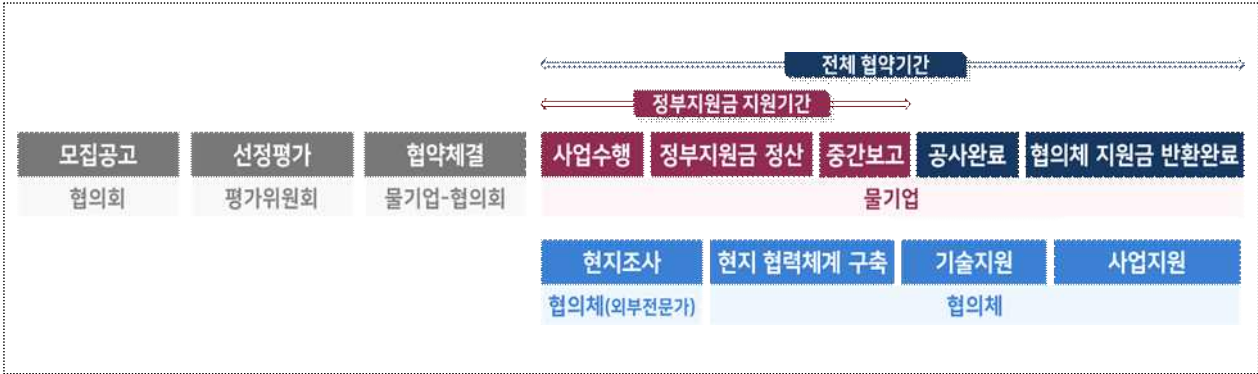 전체 협약기간
정부지원금 지원기간
모집공고 선정평가 협약체결 사업수행 정부지원금 정산 중간보고 공사완료 협의체 지원금 반환완료
협의회 평가위원회 물기업-협의회 물기업
현지조사 현지 협력체계 구축 기술지원 사업지원
협의체(외부전문가) 협의체